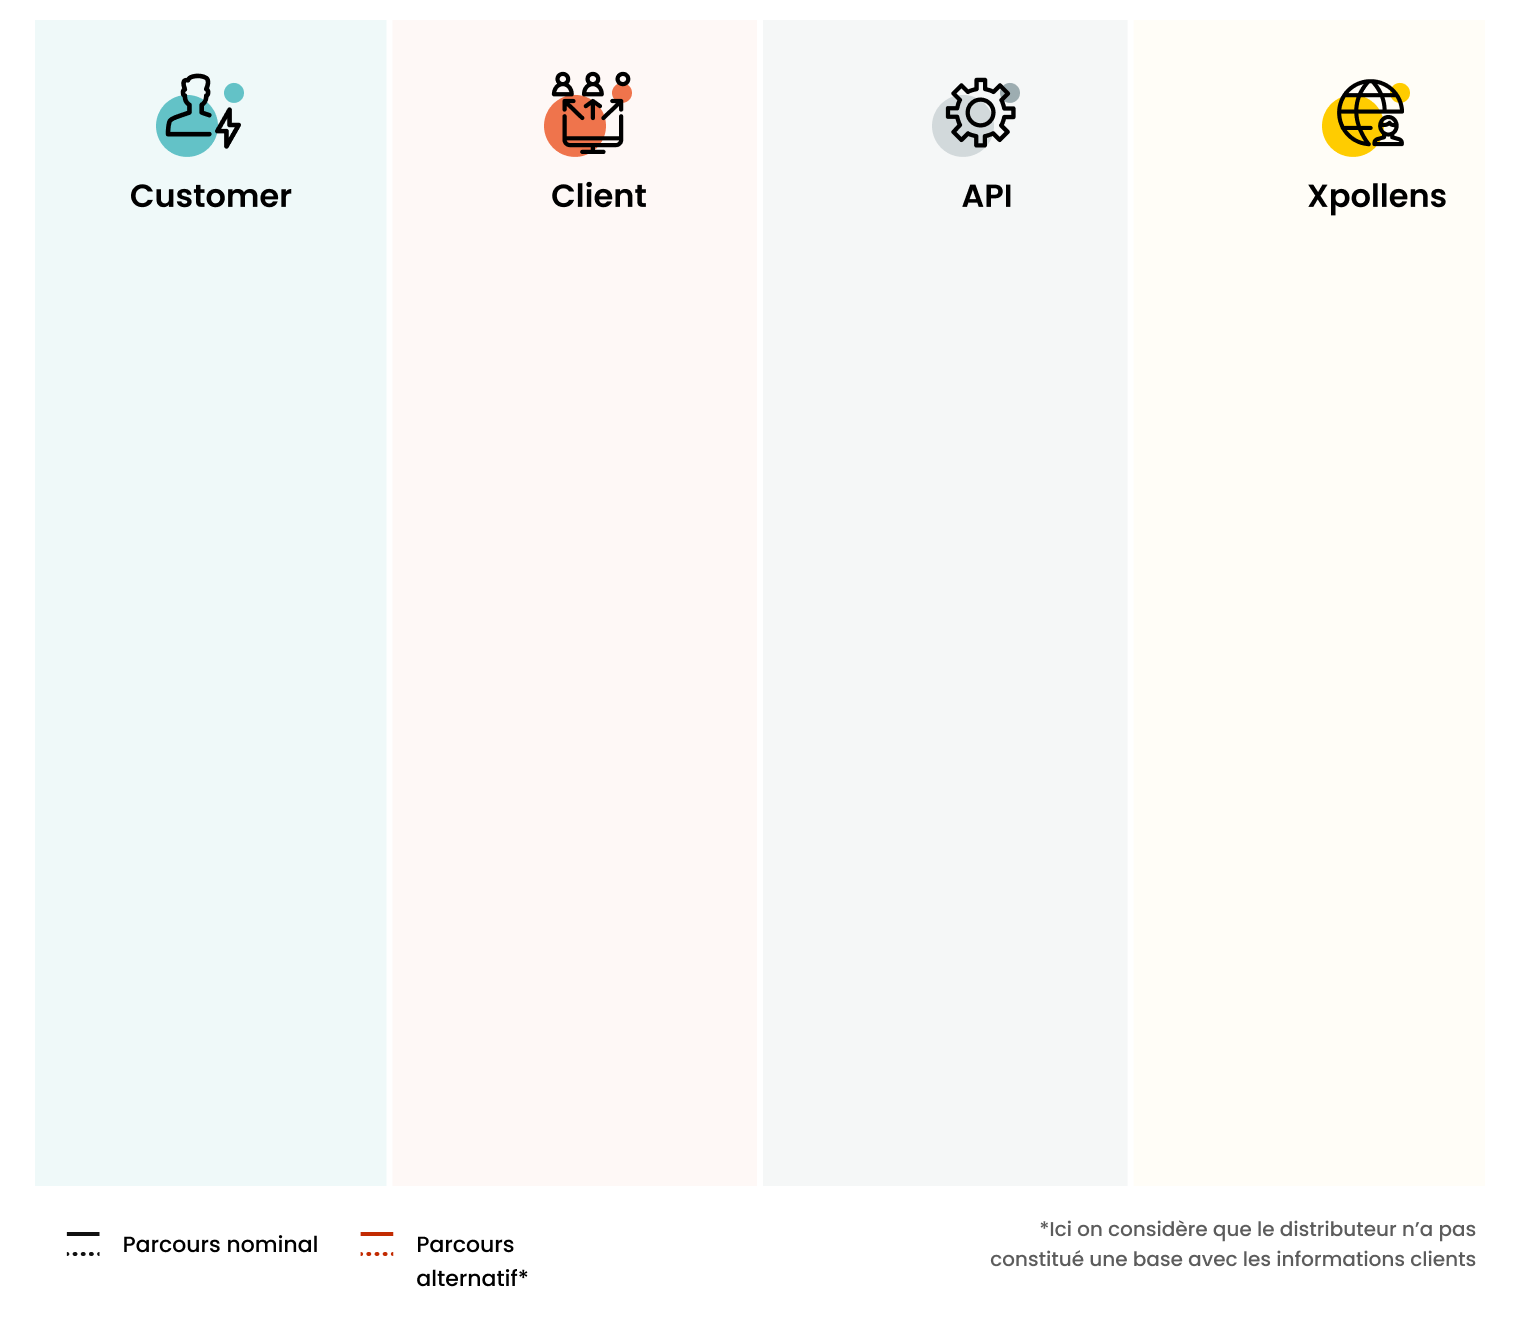 Customer
Client
API
Xpollens
Parcours nominal
Parcours
alternatif*
*Ici on considère que le distributeur n’a pas
constitué une base avec les informations clients